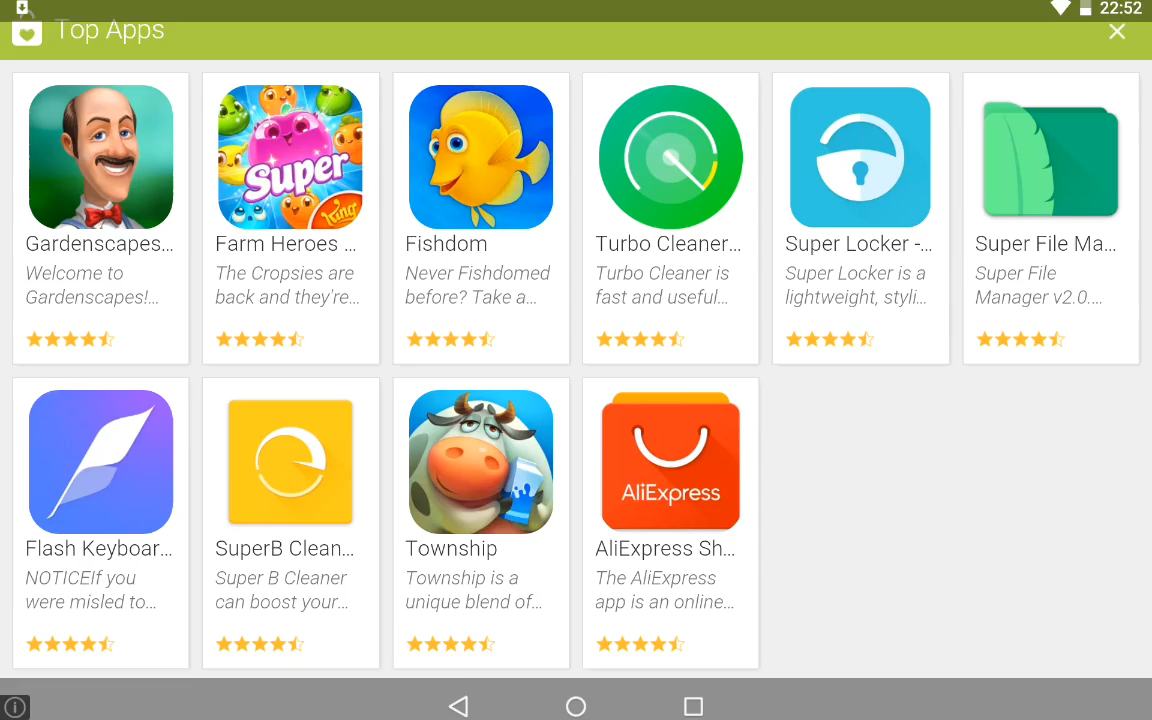 22:52
Top Apps
Super
King
Gardenscapes...
Farm Heroes ...
Fishdom
Turbo Cleaner...
Super Locker -...
Super File Ma...
Welcome to
Gardenscapes!...
The Cropsies are
back and they're...
Never Fishdomed
before? Take a...
Turbo Cleaner is
fast and useful...
Super Locker is a
lightweight, styli...
Super File
Manager v2.0....
AliExpress
Flash Keyboar...
SuperB Clean...
Township
AliExpress Sh...
NOTICEIf you
were misled to...
Super B Cleaner
can boost your...
Township is a
unique blend of...
The AliExpress
app is an online...